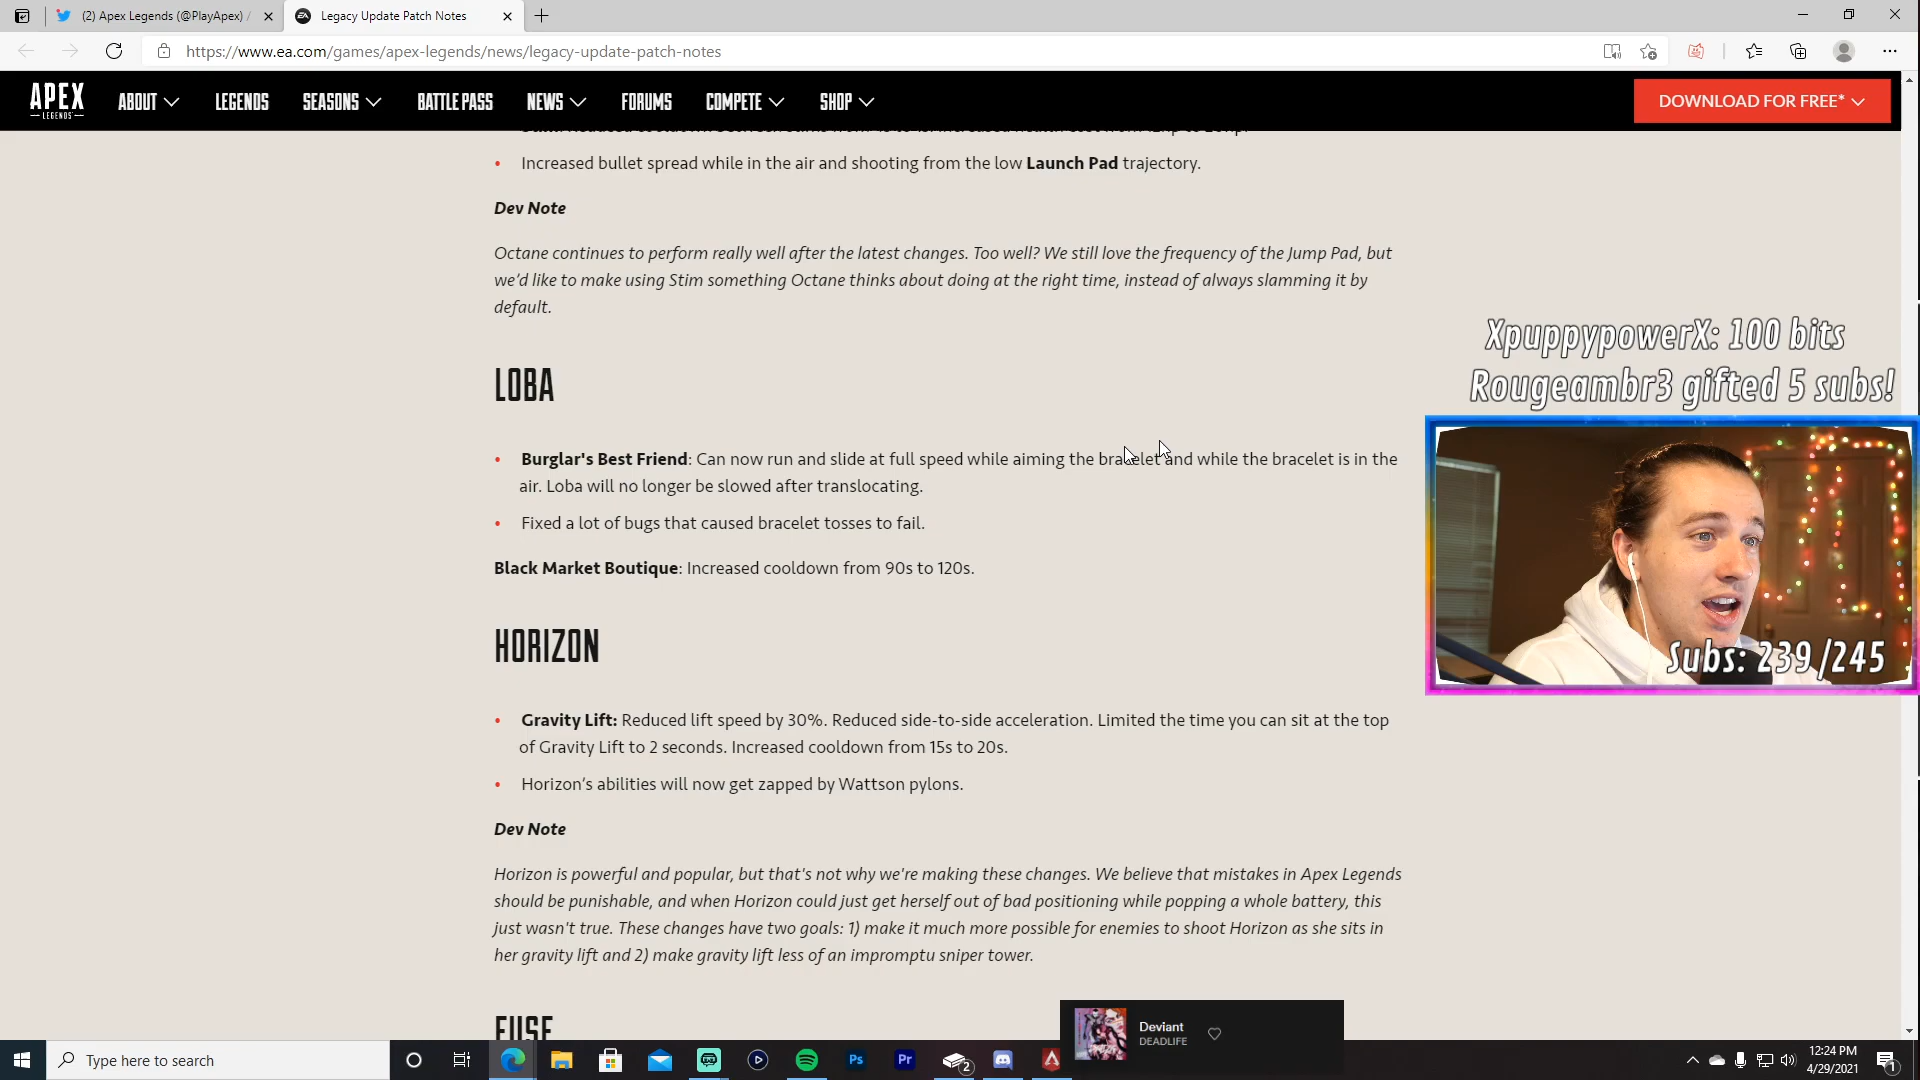 (2) Apex Legends (@PlayApex) /
Legacy Update Patch Notes
https://www.ea.com/games/apex-legends/news/legacy-update-patch-notes
APEX
LEGENDS
ABOUT
LEGENDS
SEASONS
BATTLE PASS
NEWS
FORUMS
COMPETE
SHOP
DOWNLOAD FOR FREE*
• Increased bullet spread while in the air and shooting from the low Launch Pad trajectory.
Dev Note
Octane continues to perform really well after the latest changes. Too well? We still love the frequency of the Jump Pad, but
we'd like to make using Stim something Octane thinks about doing at the right time, instead of always slamming it by
default.
LOBA
• Burglar's Best Friend: Can now run and slide at full speed while aiming the bracelet and while the bracelet is in the
air. Loba will no longer be slowed after translocating.
• Fixed a lot of bugs that caused bracelet tosses to fail.
Black Market Boutique: Increased cooldown from 90s to 120s.
HORIZON
• Gravity Lift: Reduced lift speed by 30%. Reduced side-to-side acceleration. Limited the time you can sit at the top
of Gravity Lift to 2 seconds. Increased cooldown from 15s to 20s.
• Horizon's abilities will now get zapped by Wattson pylons.
Dev Note
Horizon is powerful and popular, but that's not why we're making these changes. We believe that mistakes in Apex Legends
should be punishable, and when Horizon could just get herself out of bad positioning while popping a whole battery, this
just wasn't true. These changes have two goals: 1) make it much more possible for enemies to shoot Horizon as she sits in
her gravity lift and 2) make gravity lift less of an impromptu sniper tower.
FUSE
XpuppypowerX: 100 bits
Rougeambr3 gifted 5 subs!
Subs: 239/245
Deviant
DEADLIFE
Type here to search
Ps
Pr
2
12:24 PM
4/29/2021
1